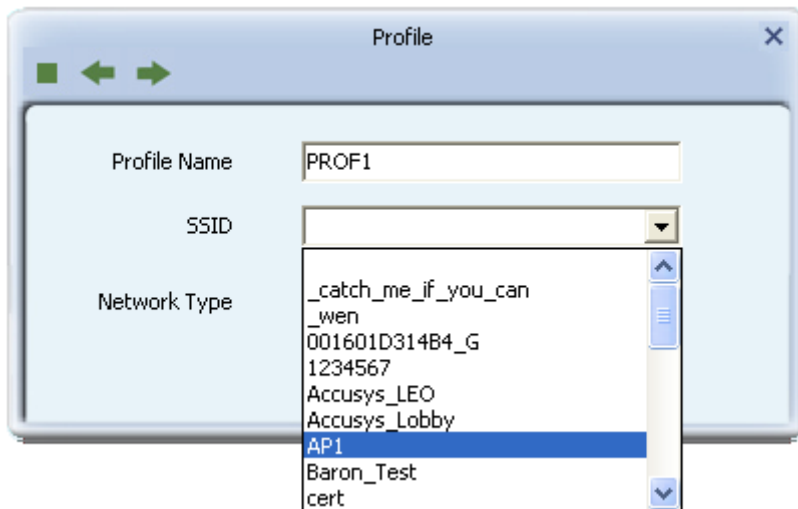 Profile
Profile Name
PROF1
SSID
Network Type
_catch_me_if_you_can
_wen
001601D314B4_G
1234567
Accusys_LEO
Accusys_Lobby
AP1
Baron_Test
cert